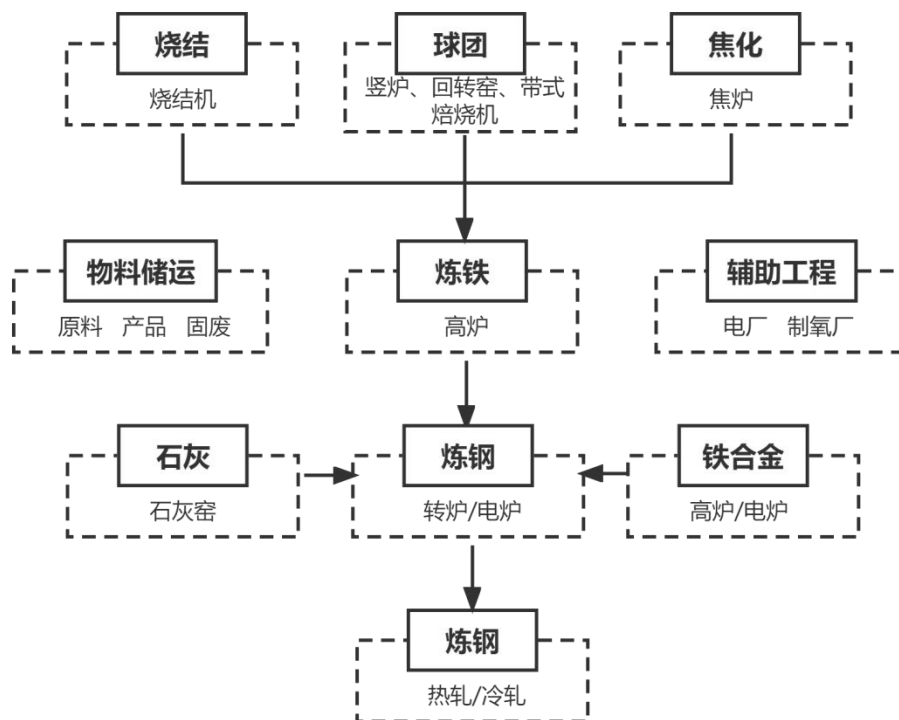 烧结
球团
焦化
烧结机
竖炉、回转窑、带式
焙烧机
焦炉
物料储运
炼铁
辅助工程
原料 产品 固废
高炉
电厂 制氧厂
石灰
炼钢
铁合金
石灰窑
转炉/电炉
高炉/电炉
炼钢
热轧/冷轧